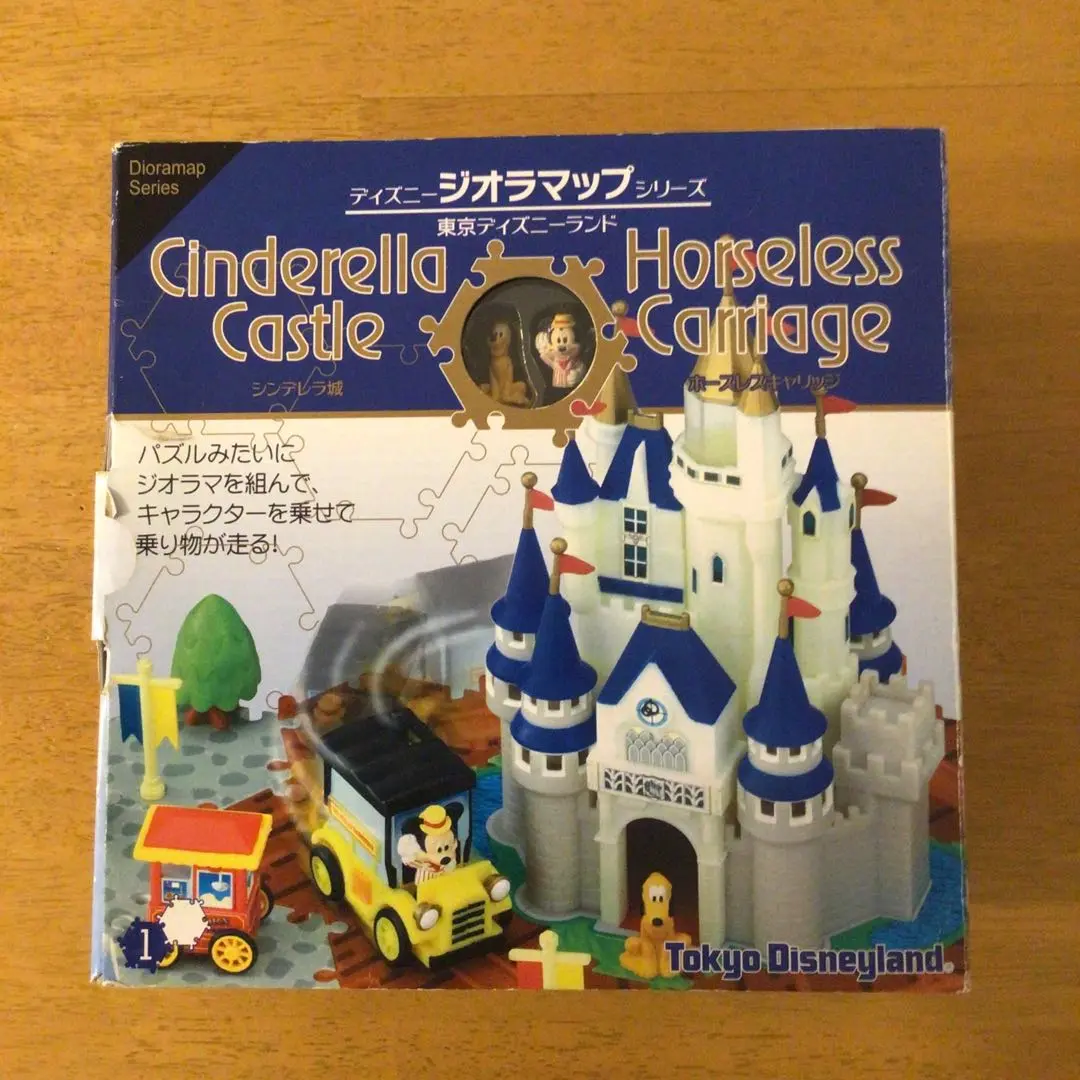 Dioramap
Series
ディズニージオラマップシリーズ
東京ディズニーランド
Cinderella
Castle
シンデレラ城
Horseless
Carriage
ホースレスキャリッジ
パズルみたいに
ジオラマを組んで、
キャラクターを乗せて
乗り物が走る!
1
Tokyo Disneyland®